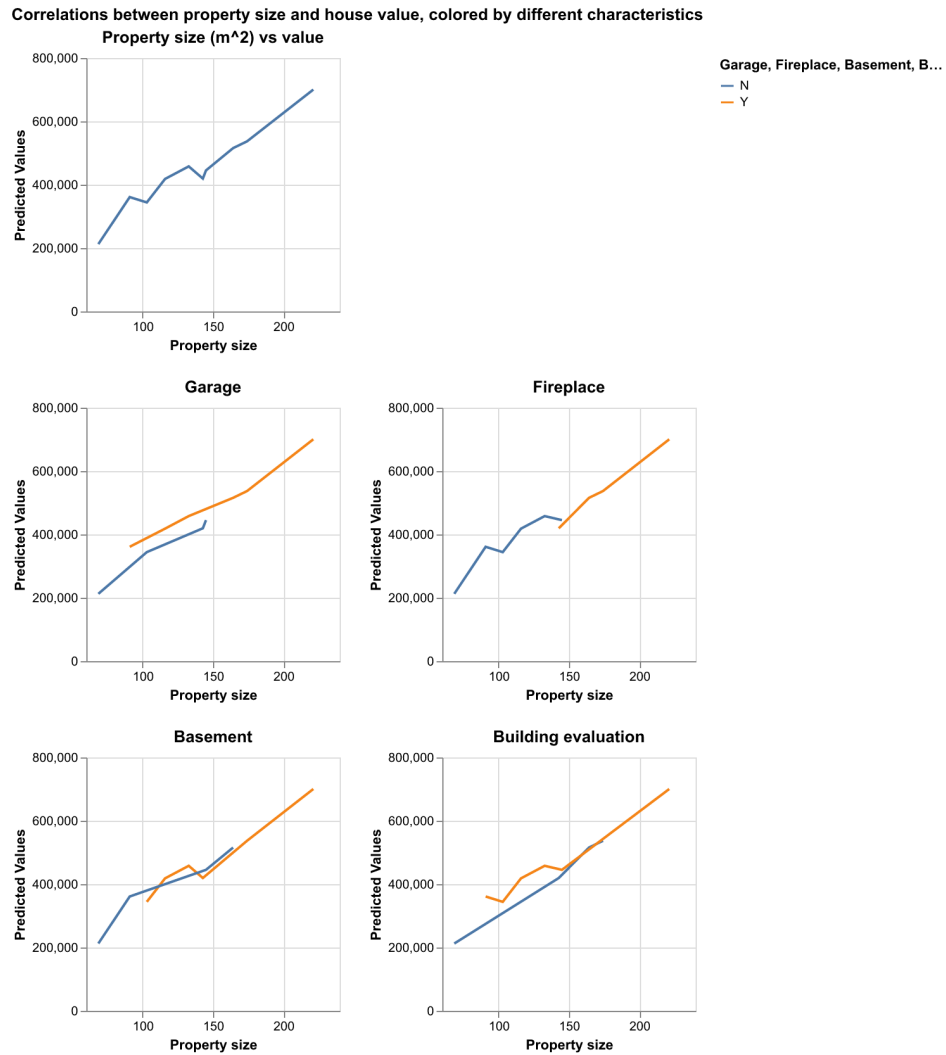 Correlations between property size and house value, colored by different characteristics
Property size (m^2) vs value
800,000
600,000
400,000
200,000
0
Predicted Values
100 150 200
Property size
Garage, Fireplace, Basement, B…
N
Y
Garage
800,000
600,000
400,000
200,000
0
Predicted Values
100 150 200
Property size
Fireplace
800,000
600,000
400,000
200,000
0
Predicted Values
100 150 200
Property size
Basement
800,000
600,000
400,000
200,000
0
Predicted Values
100 150 200
Property size
Building evaluation
800,000
600,000
400,000
200,000
0
Predicted Values
100 150 200
Property size